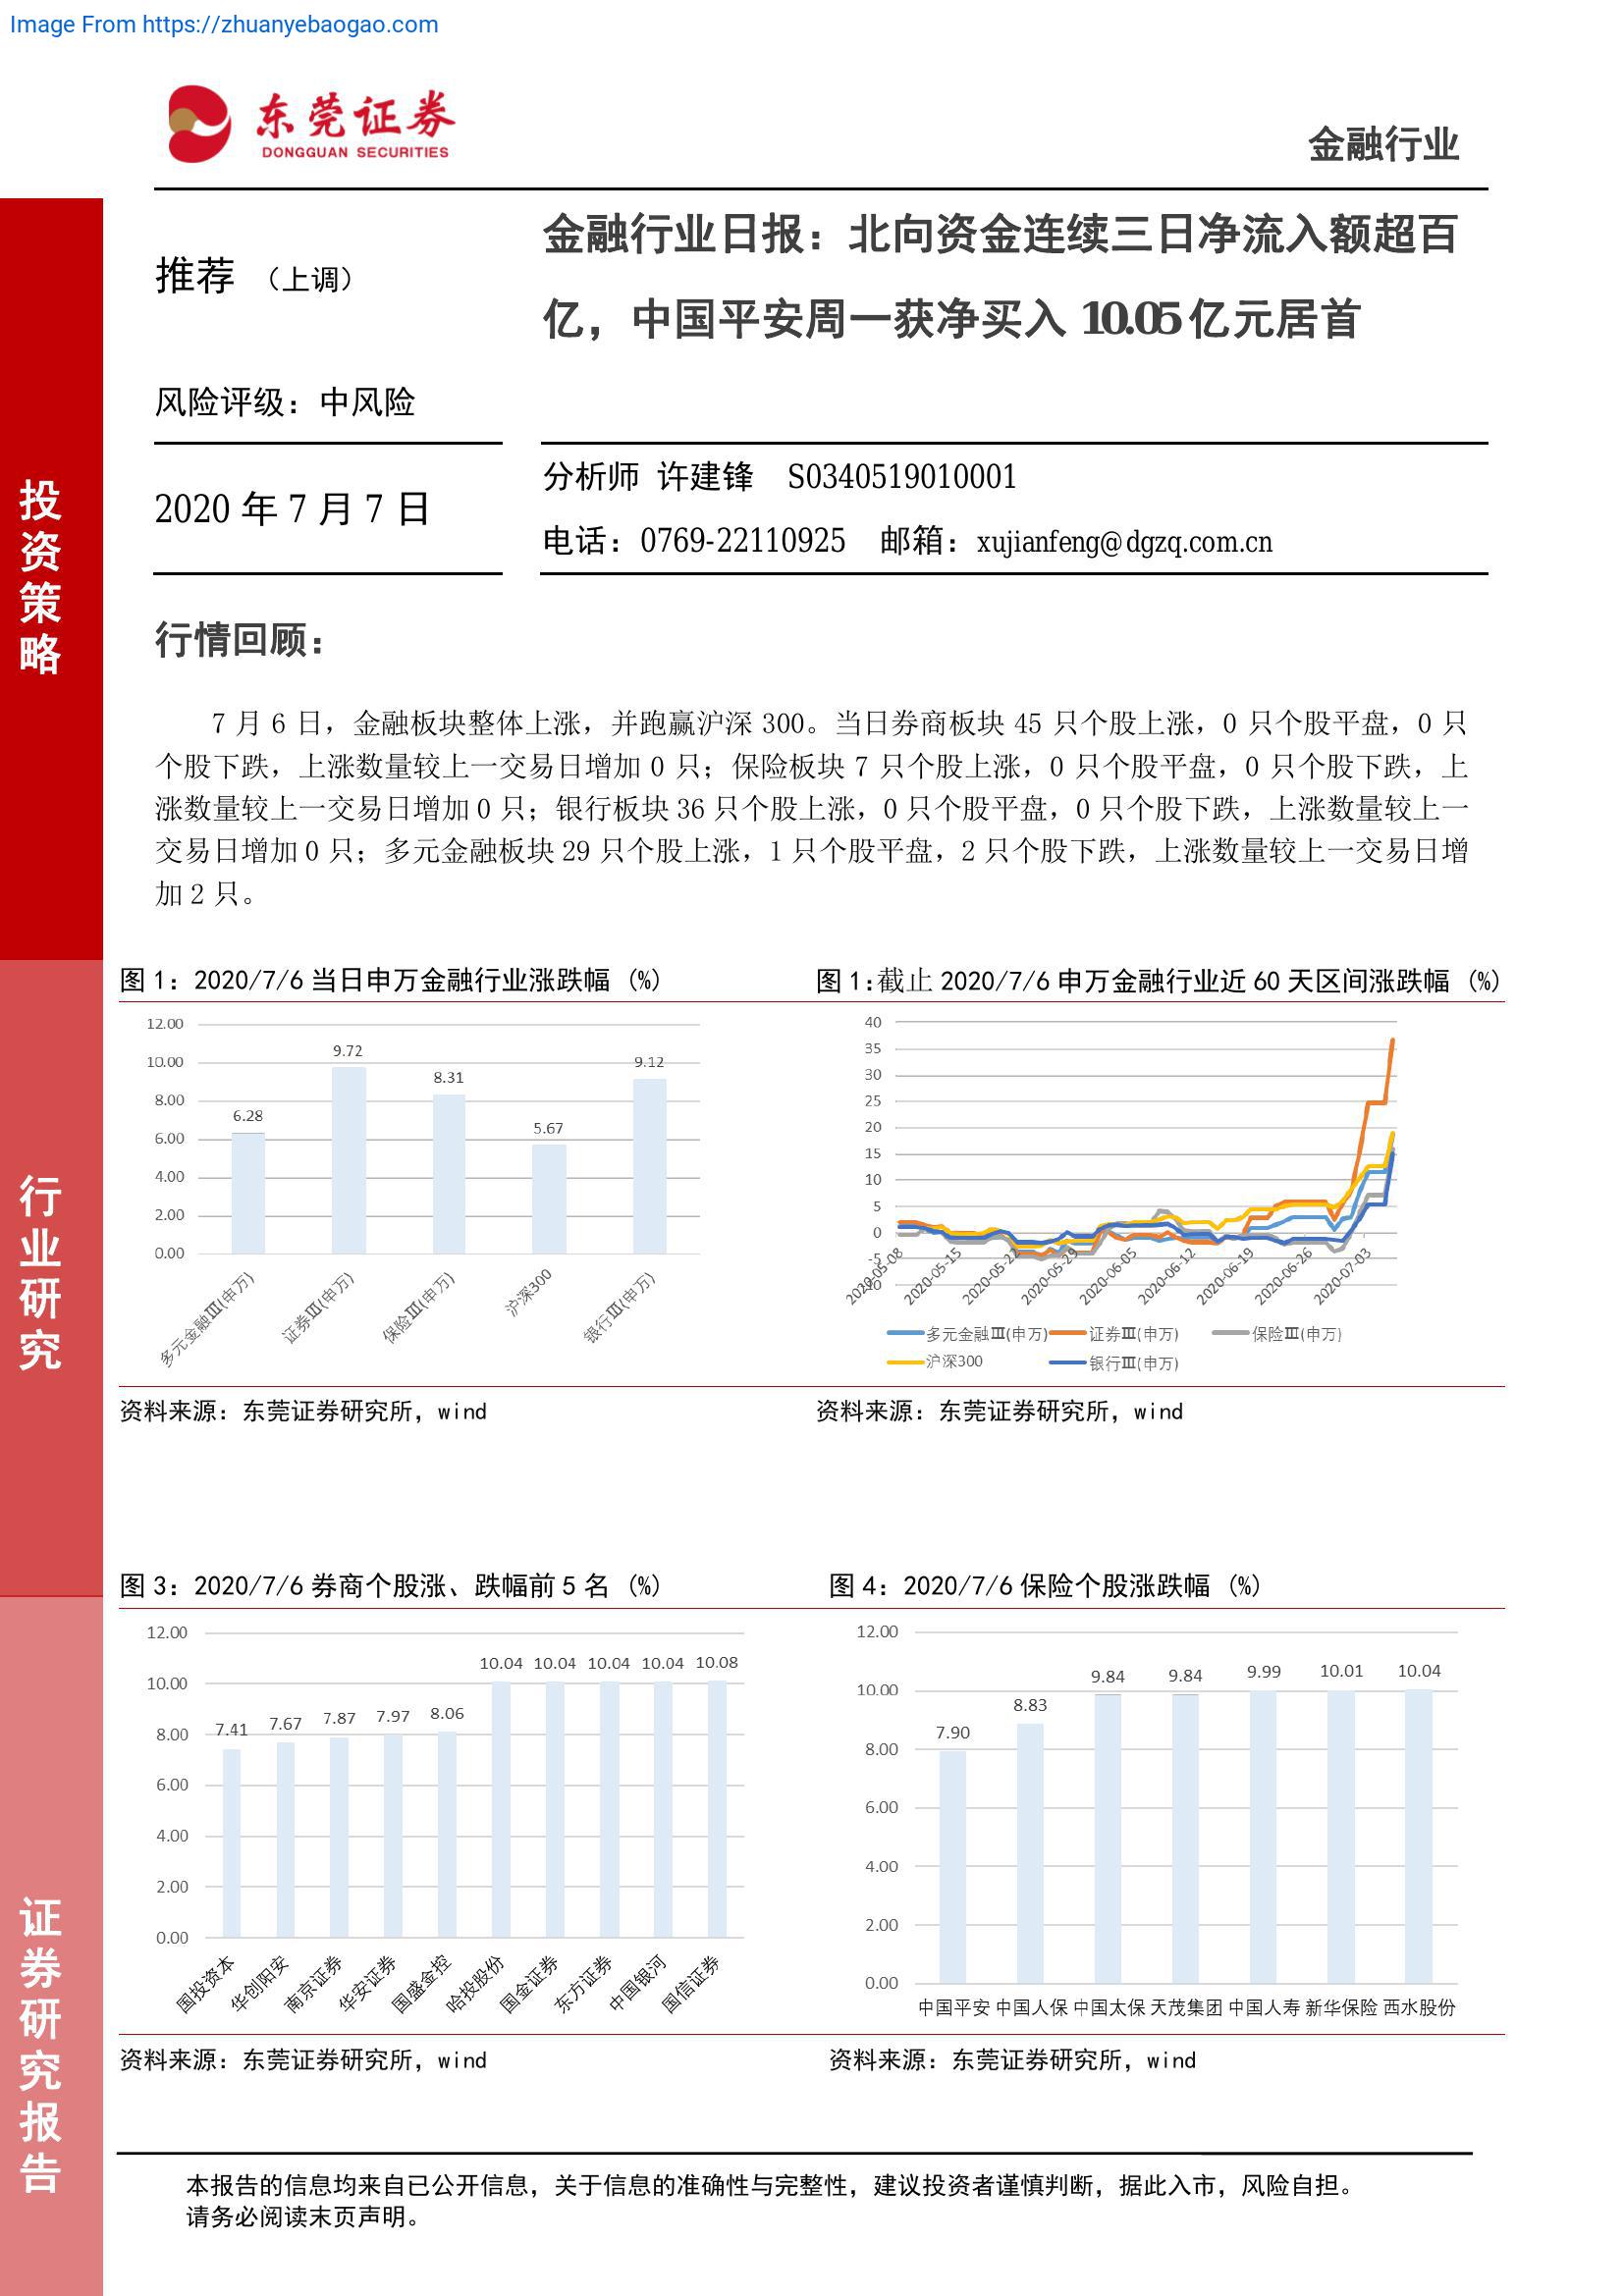 Image From https://zhuanyebaogao.com
东莞证券
DONGGUAN SECURITIES
金融行业
投资策略
行业研究
证券研究报告
推荐 （上调）
风险评级：中风险
2020 年 7 月 7 日
金融行业日报：北向资金连续三日净流入额超百
亿，中国平安周一获净买入 10.05 亿元居首
分析师 许建锋 S0340519010001
电话：0769-22110925 邮箱：xujianfeng@dgzq.com.cn
行情回顾：
7 月 6 日，金融板块整体上涨，并跑赢沪深 300。当日券商板块 45 只个股上涨，0 只个股平盘，0 只
个股下跌，上涨数量较上一交易日增加 0 只；保险板块 7 只个股上涨，0 只个股平盘，0 只个股下跌，上
涨数量较上一交易日增加 0 只；银行板块 36 只个股上涨，0 只个股平盘，0 只个股下跌，上涨数量较上一
交易日增加 0 只；多元金融板块 29 只个股上涨，1 只个股平盘，2 只个股下跌，上涨数量较上一交易日增
加 2 只。
图 1：2020/7/6 当日申万金融行业涨跌幅 (%)
12.00
10.00
8.00
6.00
4.00
2.00
0.00
6.28
9.72
8.31
5.67
9.12
多元金融Ⅲ(申万)
证券Ⅲ(申万)
保险Ⅲ(申万)
沪深300
银行Ⅲ(申万)
资料来源：东莞证券研究所，wind
图 1:截止 2020/7/6 申万金融行业近 60 天区间涨跌幅 (%)
40
35
30
25
20
15
10
5
0
-5
-10
2020-05-08
2020-05-15
2020-05-22
2020-05-29
2020-06-05
2020-06-12
2020-06-19
2020-06-26
2020-07-03
多元金融Ⅲ(申万)
证券Ⅲ(申万)
保险Ⅲ(申万)
沪深300
银行Ⅲ(申万)
资料来源：东莞证券研究所，wind
图 3：2020/7/6 券商个股涨、跌幅前 5 名 (%)
12.00
10.00
8.00
6.00
4.00
2.00
0.00
7.41
7.67
7.87
7.97
8.06
10.04
10.04
10.04
10.04
10.08
国投资本
华创阳安
南京证券
华安证券
国盛金控
哈投股份
国金证券
东方证券
中国银河
国信证券
资料来源：东莞证券研究所，wind
图 4：2020/7/6 保险个股涨跌幅 (%)
12.00
10.00
8.00
6.00
4.00
2.00
0.00
7.90
8.83
9.84
9.84
9.99
10.01
10.04
中国平安 中国人保 中国太保 天茂集团 中国人寿 新华保险 西水股份
资料来源：东莞证券研究所，wind
本报告的信息均来自已公开信息，关于信息的准确性与完整性，建议投资者谨慎判断，据此入市，风险自担。
请务必阅读末页声明。